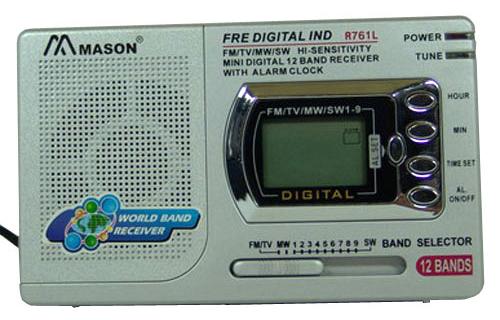 MASON®
FRE DIGITAL IND R761L
FM/TV/MW/SW HI-SENSITIVITY
MINI DIGITAL 12 BAND RECEIVER
WITH ALARM CLOCK
POWER
TUNE
FM/TV/MW/SW1-9
AL.SET
DIGITAL
HOUR
MIN
TIME SET
AL.
ON/OFF
WORLD BAND
RECEIVER
FM/TV MW 1 2 3 4 5 6 7 8 9 SW
BAND SELECTOR
12 BANDS